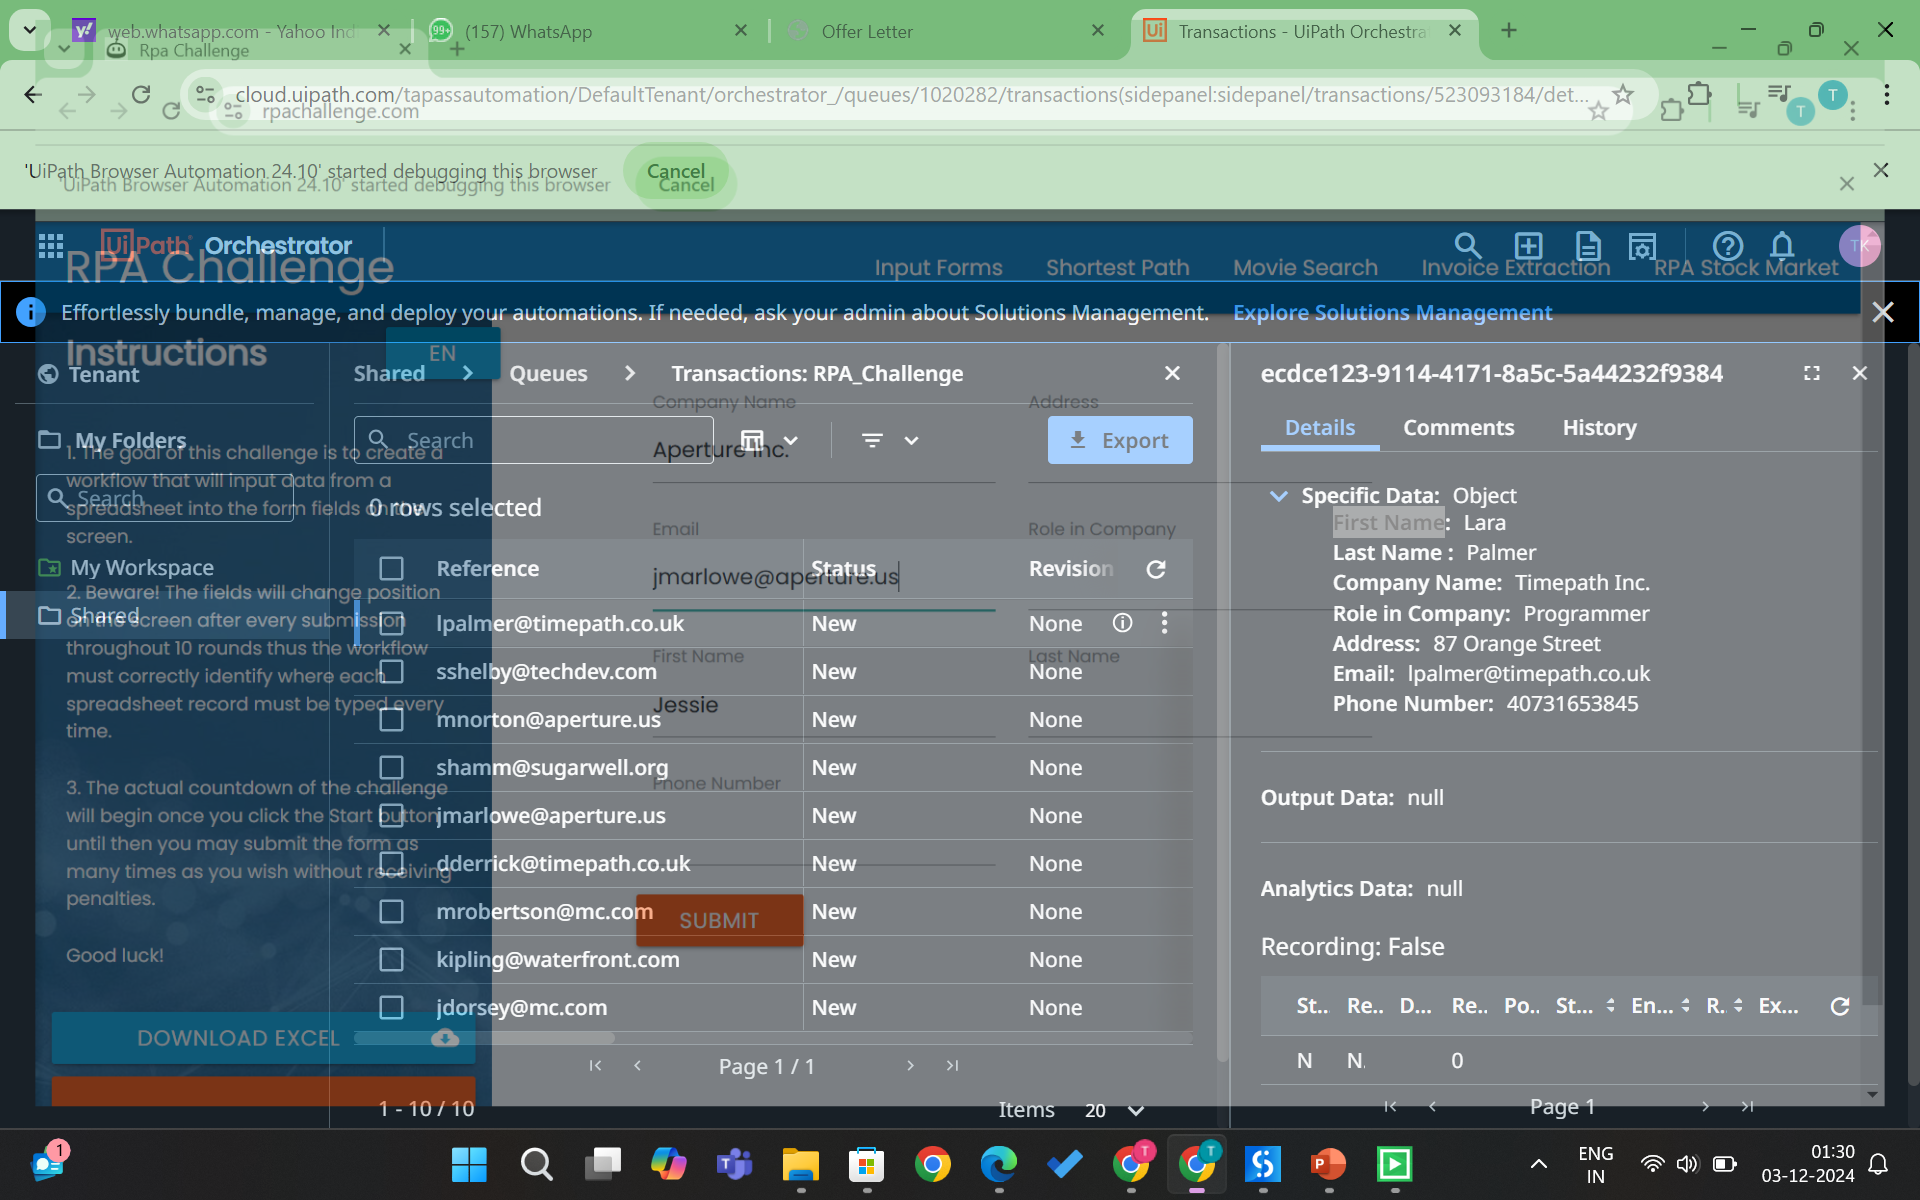 web.whatsapp.com - Yahoo Ind
(157) WhatsApp
Offer Letter
Transactions - UiPath Orchestra
Rpa Challenge
cloud.uipath.com/tapassautomation/DefaultTenant/orchestrator_/queues/1020282/transactions(sidepanel:sidepanel/transactions/523093184/det...
rpachallenge.com
T
T
'UiPath Browser Automation 24.10' started debugging this browser
Cancel
'UiPath Browser Automation 24.10' started debugging this browser
Cancel
UiPath Orchestrator
TK
RPA Challenge
Input Forms
Shortest Path
Movie Search
Invoice Extraction
RPA Stock Market
Effortlessly bundle, manage, and deploy your automations. If needed, ask your admin about Solutions Management.
Explore Solutions Management
Instructions
EN
Tenant
Shared
Queues
Transactions: RPA_Challenge
ecdce123-9114-4171-8a5c-5a44232f9384
Company Name
Address
Details
Comments
History
My Folders
Search
Aperture Inc.
Export
1. The goal of this challenge is to create a
workflow that will input data from a
spreadsheet into the form fields on the
screen.
Search
0 rows selected
Specific Data: Object
First Name: Lara
Last Name : Palmer
Company Name: Timepath Inc.
Role in Company: Programmer
Address: 87 Orange Street
Email: lpalmer@timepath.co.uk
Phone Number: 40731653845
Email
Role in Company
My Workspace
Reference
Status
Revision
jmarlowe@aperture.us
2. Beware! The fields will change position
on the screen after every submission
throughout 10 rounds thus the workflow
must correctly identify where each
spreadsheet record must be typed every
time.
Shared
lpalmer@timepath.co.uk New None
First Name
Last Name
sshelby@techdev.com New None
Jessie
mnorton@aperture.us New None
shamm@sugarwell.org New None
Phone Number
3. The actual countdown of the challenge
will begin once you click the Start button
until then you may submit the form as
many times as you wish without receiving
penalties.
jmarlowe@aperture.us New None
dderrick@timepath.co.uk New None
mrobertson@mc.com New None
SUBMIT
Good luck!
kipling@waterfront.com New None
jdorsey@mc.com New None
Output Data: null
Analytics Data: null
Recording: False
St... Re... D... Re... Po... St... En... R. Ex...
N N. 0
DOWNLOAD EXCEL
Page 1 / 1
1 - 10 / 10
Items 20
Page 1
1
T
T
ENG
IN
01:30
03-12-2024